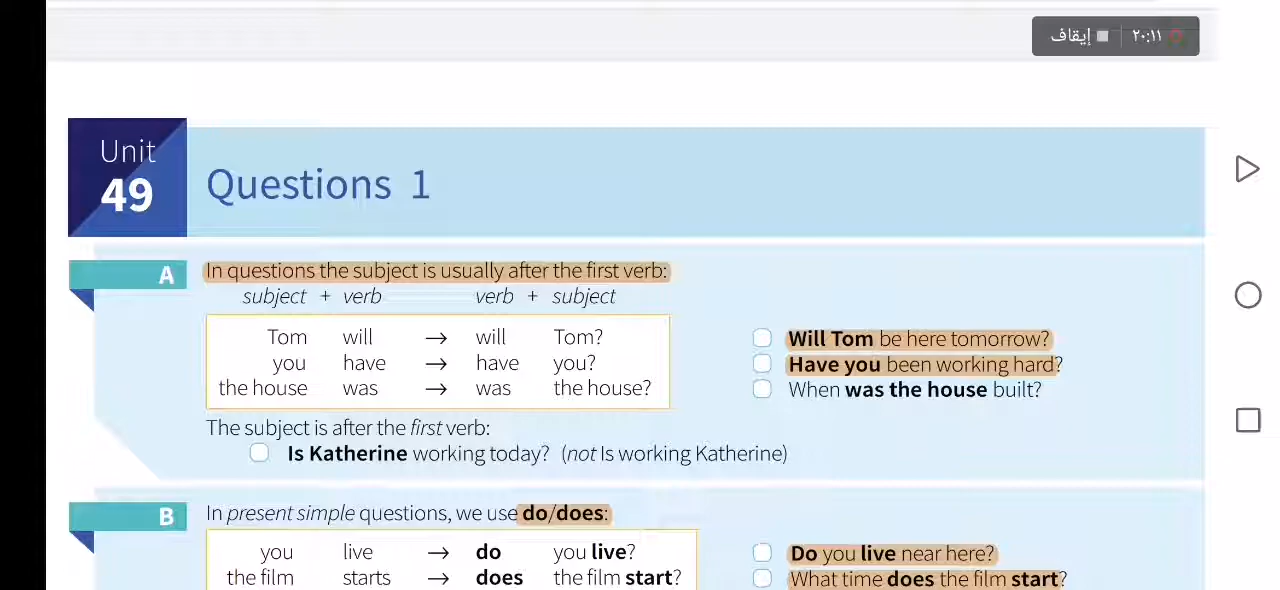 إيقاف ٢٠:١١
Unit
49
Questions 1
A
In questions the subject is usually after the first verb:
subject + verb verb + subject
Tom will → will Tom?
you have → have you?
the house was → was the house?
Will Tom be here tomorrow?
Have you been working hard?
When was the house built?
The subject is after the first verb:
Is Katherine working today? (not Is working Katherine)
B
In present simple questions, we use do/does:
you live → do you live?
the film starts → does the film start?
Do you live near here?
What time does the film start?